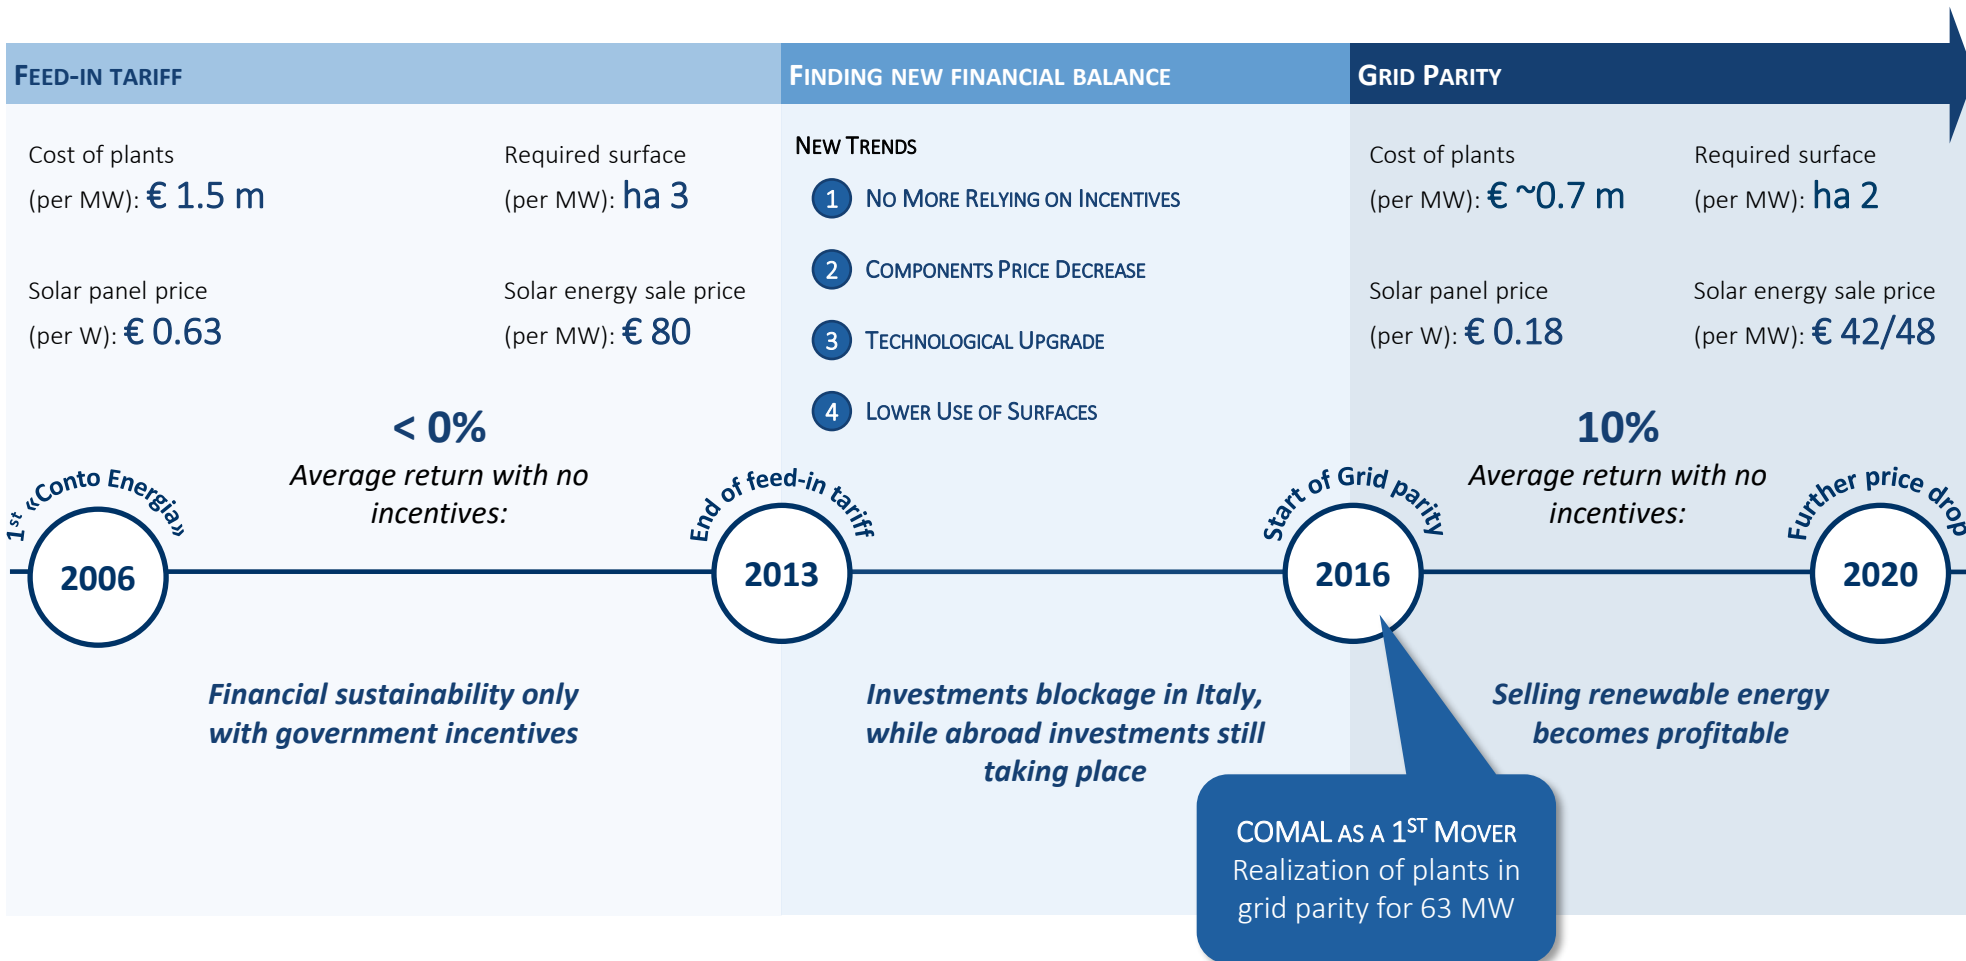 FEED-IN TARIFF
Cost of plants
(per MW): € 1.5 m
Required surface
(per MW): ha 3
Solar panel price
(per W): € 0.63
Solar energy sale price
(per MW): € 80
< 0%
Average return with no
incentives:
FINDING NEW FINANCIAL BALANCE
NEW TRENDS
1 NO MORE RELYING ON INCENTIVES
2 COMPONENTS PRICE DECREASE
3 TECHNOLOGICAL UPGRADE
4 LOWER USE OF SURFACES
GRID PARITY
Cost of plants
(per MW): € ~0.7 m
Required surface
(per MW): ha 2
Solar panel price
(per W): € 0.18
Solar energy sale price
(per MW): € 42/48
10%
Average return with no
incentives:
1st «Conto Energia»
2006
End of feed-in tariff
2013
Start of Grid parity
2016
Further price drop
2020
Financial sustainability only
with government incentives
Investments blockage in Italy,
while abroad investments still
taking place
Selling renewable energy
becomes profitable
COMAL AS A 1ST MOVER
Realization of plants in
grid parity for 63 MW